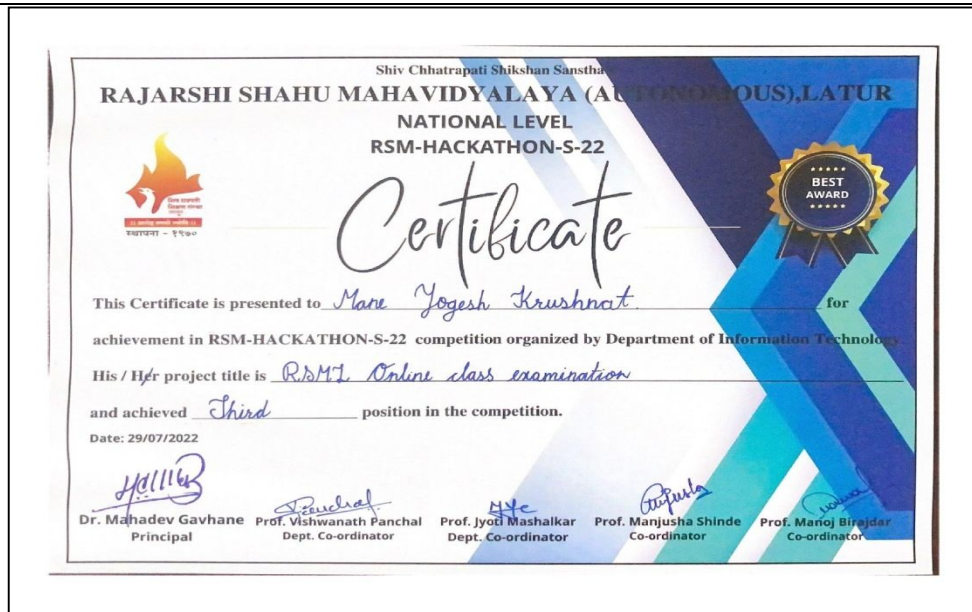 Shiv Chhatrapati Shikshan Sanstha
RAJARSHI SHAHU MAHAVIDYALAYA (AUTONOMOUS),LATUR
NATIONAL LEVEL
RSM-HACKATHON-S-22
Certificate
BEST
AWARD
शिव छत्रपती
शिक्षण संस्था
स्थापना - १९७०
This Certificate is presented to Mane Yogesh Krushnat. for
achievement in RSM-HACKATHON-S-22 competition organized by Department of Information Technology.
His / Her project title is RSML Online class examination
and achieved Third position in the competition.
Date: 29/07/2022
Dr. Mahadev Gavhane Prof. Vishwanath Panchal Prof. Jyoti Mashalkar Prof. Manjusha Shinde Prof. Manoj Birajdar
Principal Dept. Co-ordinator Dept. Co-ordinator Co-ordinator Co-ordinator